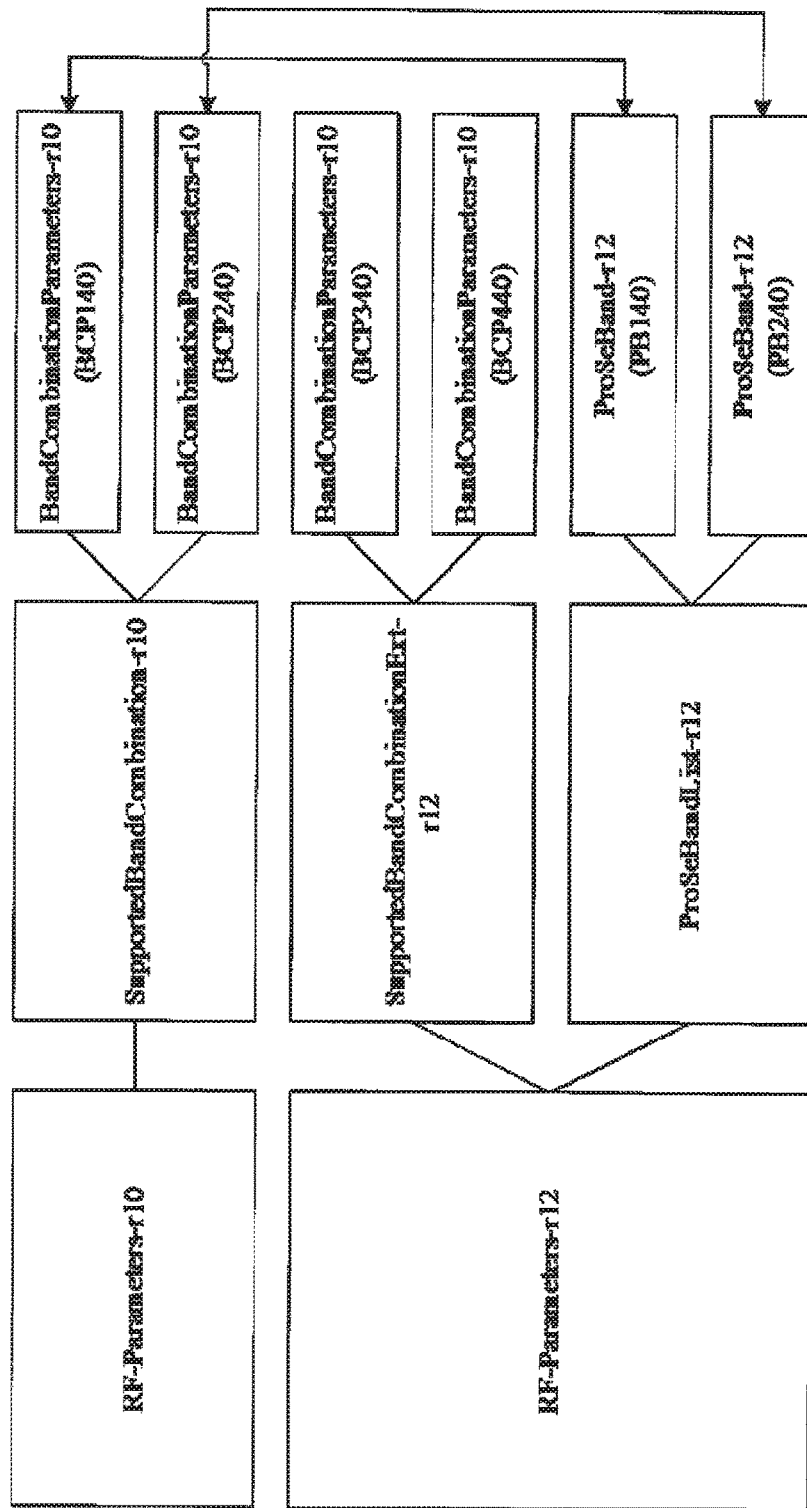 RF-Parameters-r10
SupportedBandCombination-r10
BandCombinationParameters-r10
(BCP140)
BandCombinationParameters-r10
(BCP240)
RF-Parameters-r12
SupportedBandCombinationExt-
r12
BandCombinationParameters-r10
(BCP340)
BandCombinationParameters-r10
(BCP440)
ProSeBandList-r12
ProSeBand-r12
(PB140)
ProSeBand-r12
(PB240)